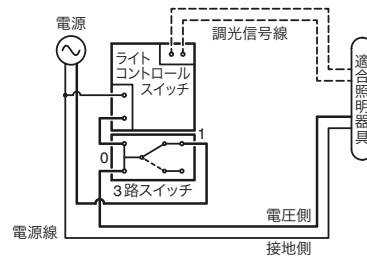 電源
調光信号線
ライト
コントロール
スイッチ
適合照明器具
1
0
3路スイッチ
電圧側
電源線
接地側